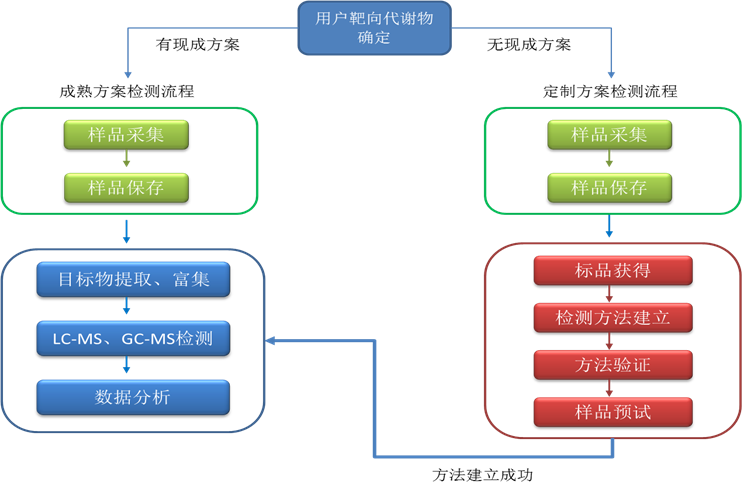 用户靶向代谢物
确定
有现成方案
无现成方案
成熟方案检测流程
定制方案检测流程
样品采集
样品保存
样品采集
样品保存
目标物提取、富集
LC-MS、GC-MS检测
数据分析
标品获得
检测方法建立
方法验证
样品预试
方法建立成功